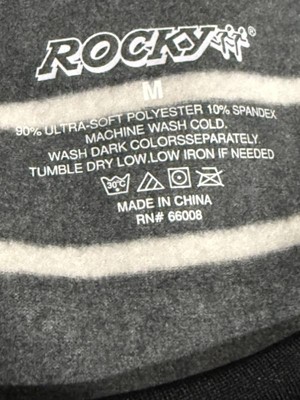 ROCKY®
M
90% ULTRA-SOFT POLYESTER 10% SPANDEX
MACHINE WASH COLD.
WASH DARK COLORSSEPARATELY.
TUMBLE DRY LOW.LOW IRON IF NEEDED
30°C
MADE IN CHINA
RN# 66008